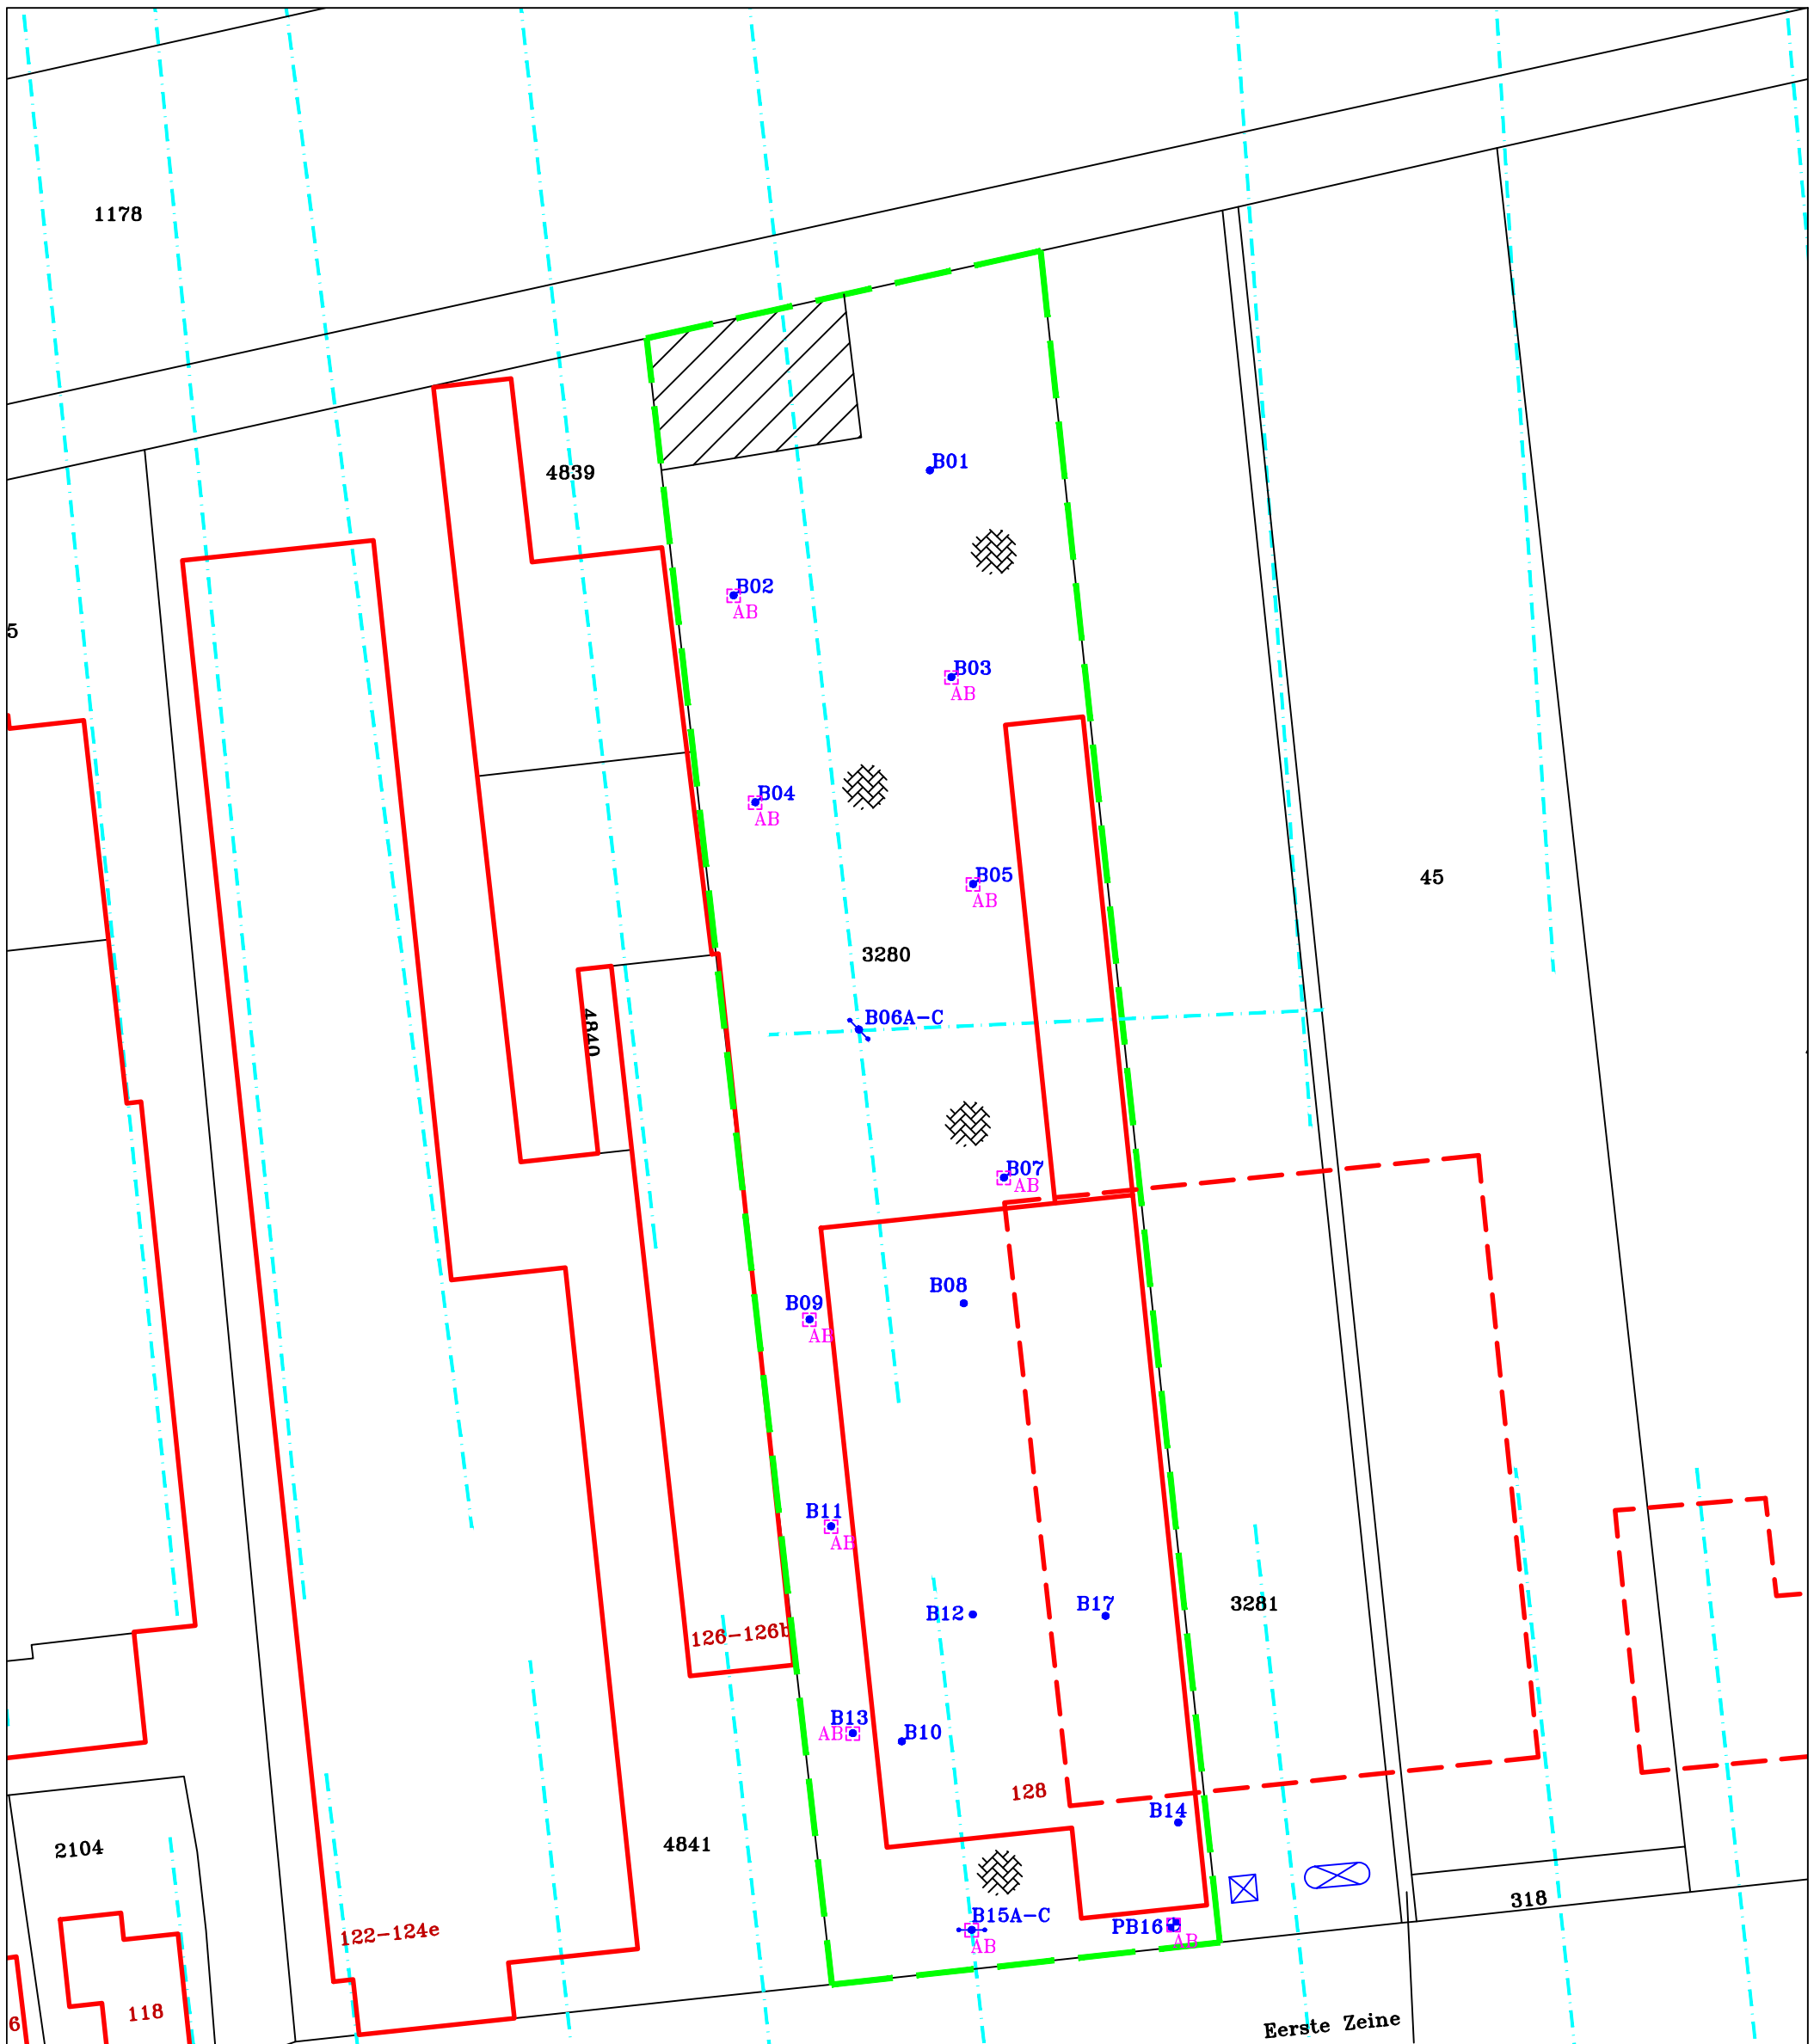 1178
B01
4839
B02
AB
5
B03
AB
B04
AB
B05
AB
45
3280
B06A-C
4840
B07
AB
B08
B09
AB
B11
AB
B12
B17
3281
126-126b
B13
AB
B10
128
B14
2104
4841
318
B15A-C
AB
PB16
AB
122-124e
118
6
Eerste Zeine